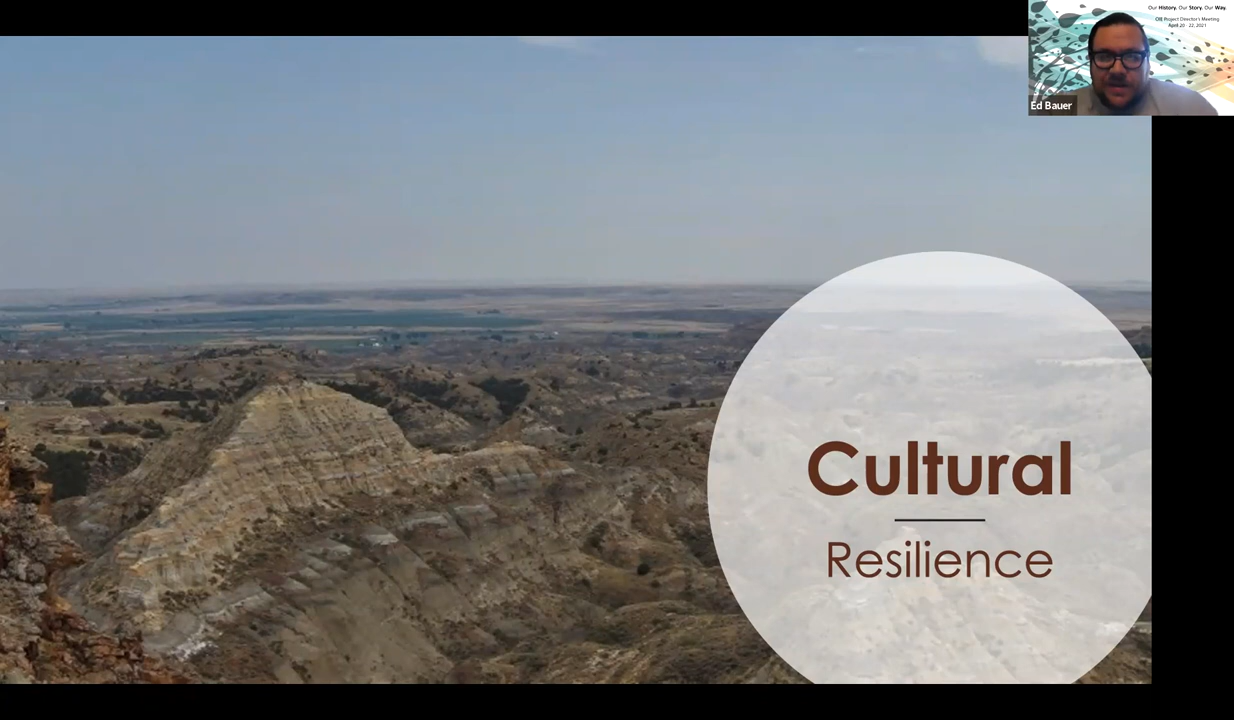 Our History. Our Story. Our Way.
OIE Project Director's Meeting
April 20 - 22, 2021
Ed Bauer
Cultural
Resilience